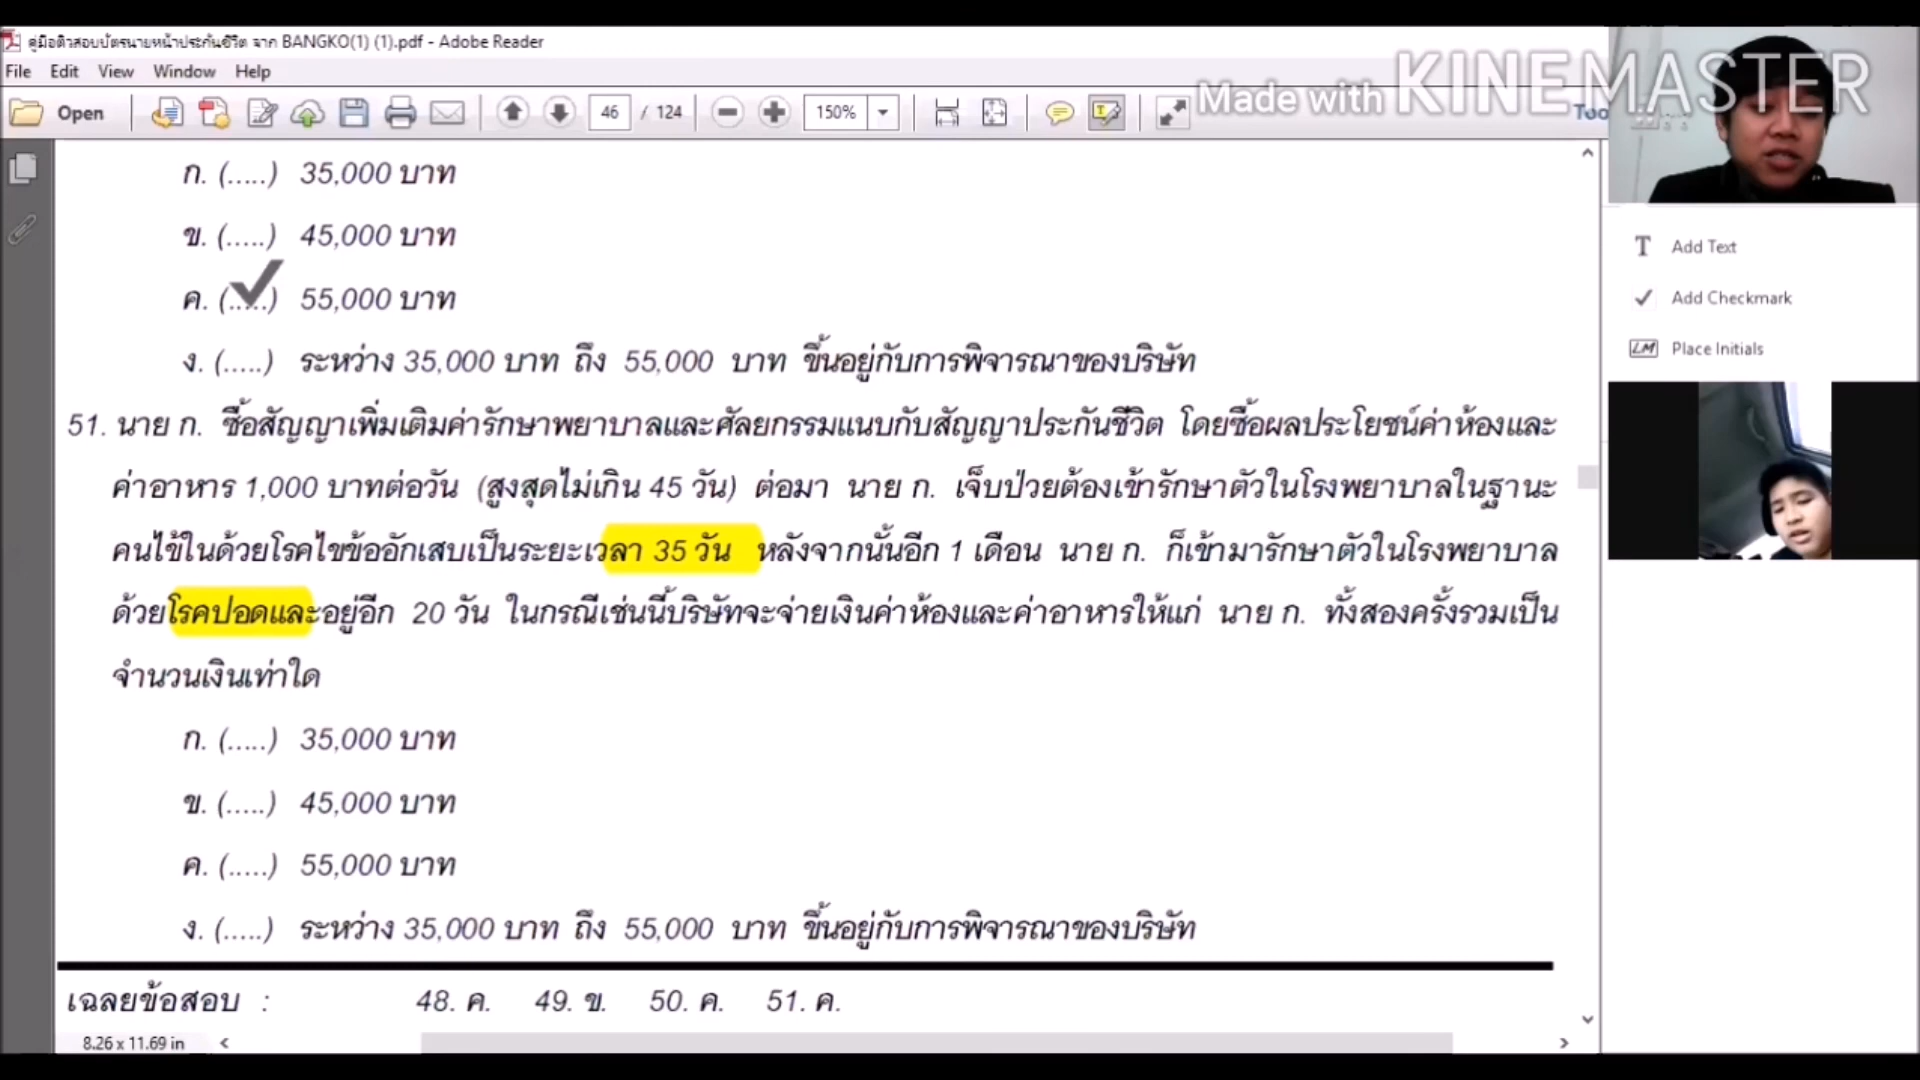 คู่มือติวสอบบัตรนายหน้าประกันชีวิต จาก BANGKO(1) (1).pdf - Adobe Reader
File Edit View Window Help
Made with KINEMASTER
Open 46 / 124 150%
ก. (.....) 35,000 บาท
ข. (.....) 45,000 บาท
ค. (.....) 55,000 บาท
ง. (.....) ระหว่าง 35,000 บาท ถึง 55,000 บาท ขึ้นอยู่กับการพิจารณาของบริษัท
51. นาย ก. ซื้อสัญญาเพิ่มเติมค่ารักษาพยาบาลและศัลยกรรมแนบกับสัญญาประกันชีวิต โดยซื้อผลประโยชน์ค่าห้องและ
ค่าอาหาร 1,000 บาทต่อวัน (สูงสุดไม่เกิน 45 วัน) ต่อมา นาย ก. เจ็บป่วยต้องเข้ารักษาตัวในโรงพยาบาลในฐานะ
คนไข้ในด้วยโรคไขข้ออักเสบเป็นระยะเวลา 35 วัน หลังจากนั้นอีก 1 เดือน นาย ก. ก็เข้ามารักษาตัวในโรงพยาบาล
ด้วยโรคปอดและอยู่อีก 20 วัน ในกรณีเช่นนี้บริษัทจะจ่ายเงินค่าห้องและค่าอาหารให้แก่ นาย ก. ทั้งสองครั้งรวมเป็น
จำนวนเงินเท่าใด
ก. (.....) 35,000 บาท
ข. (.....) 45,000 บาท
ค. (.....) 55,000 บาท
ง. (.....) ระหว่าง 35,000 บาท ถึง 55,000 บาท ขึ้นอยู่กับการพิจารณาของบริษัท
เฉลยข้อสอบ : 48. ค. 49. ข. 50. ค. 51. ค.
8.26 x 11.69 in
Add Text
Add Checkmark
Place Initials